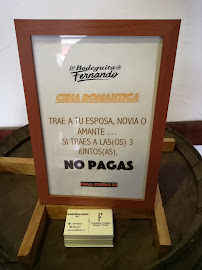 La Bodeguita de
Fernando
CENA ROMANTICA
TRAE A TU ESPOSA, NOVIA O
AMANTE ...
SI TRAES A LAS(OS) 3
JUNTOS(AS),
NO PAGAS